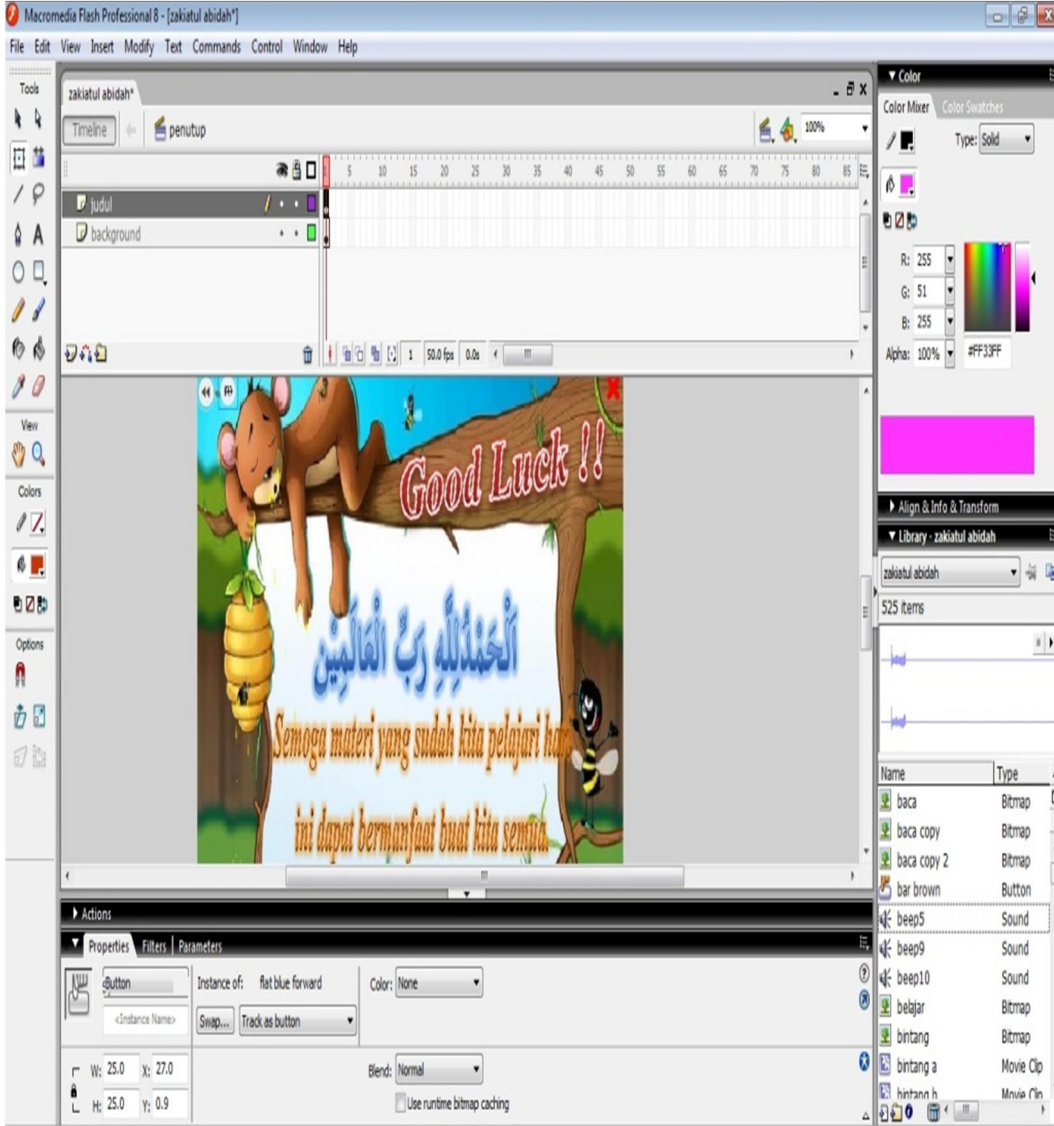 Macromedia Flash Professional 8 - [zakiatul abidah*]
File Edit View Insert Modify Text Commands Control Window Help
Tools
View
Colors
Options
zakiatul abidah*
Timeline penutup 100%
5 10 15 20 25 30 35 40 45 50 55 60 65 70 75 80 85
judul
background
1 50.0 fps 0.0s
Good Luck !!
اَلْحَمْدُلِلَّهِ رَبِّ الْعَالَمِيْن
Semoga materi yang sudah kita pelajari hari
ini dapat bermanfaat buat kita semua.
Actions
Properties Filters Parameters
Button
Instance of: flat blue forward
Color: None
<Instance Name>
Swap... Track as button
W: 25.0 X: 27.0
Blend: Normal
H: 25.0 Y: 0.9
Use runtime bitmap caching
Color
Color Mixer Color Swatches
Type: Solid
R: 255
G: 51
B: 255
Alpha: 100% #FF33FF
Align & Info & Transform
Library - zakiatul abidah
zakiatul abidah
525 items
Name Type
baca Bitmap
baca copy Bitmap
baca copy 2 Bitmap
bar brown Button
beep5 Sound
beep9 Sound
beep10 Sound
belajar Bitmap
bintang Bitmap
bintang a Movie Clip
bintang b Movie Clip